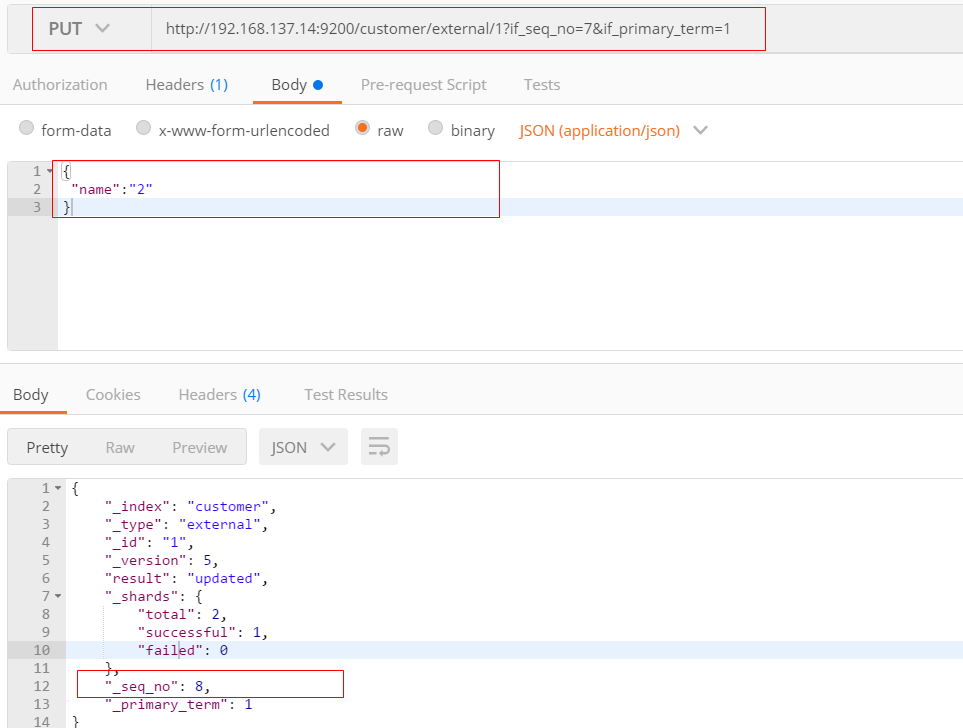 PUT http://192.168.137.14:9200/customer/external/1?if_seq_no=7&if_primary_term=1
Authorization Headers (1) Body Pre-request Script Tests
form-data x-www-form-urlencoded raw binary JSON (application/json)
1 {
2 "name":"2"
3 }
Body Cookies Headers (4) Test Results
Pretty Raw Preview JSON
1 {
2 "_index": "customer",
3 "_type": "external",
4 "_id": "1",
5 "_version": 5,
6 "result": "updated",
7 "_shards": {
8 "total": 2,
9 "successful": 1,
10 "failed": 0
11 },
12 "_seq_no": 8,
13 "_primary_term": 1
14 }